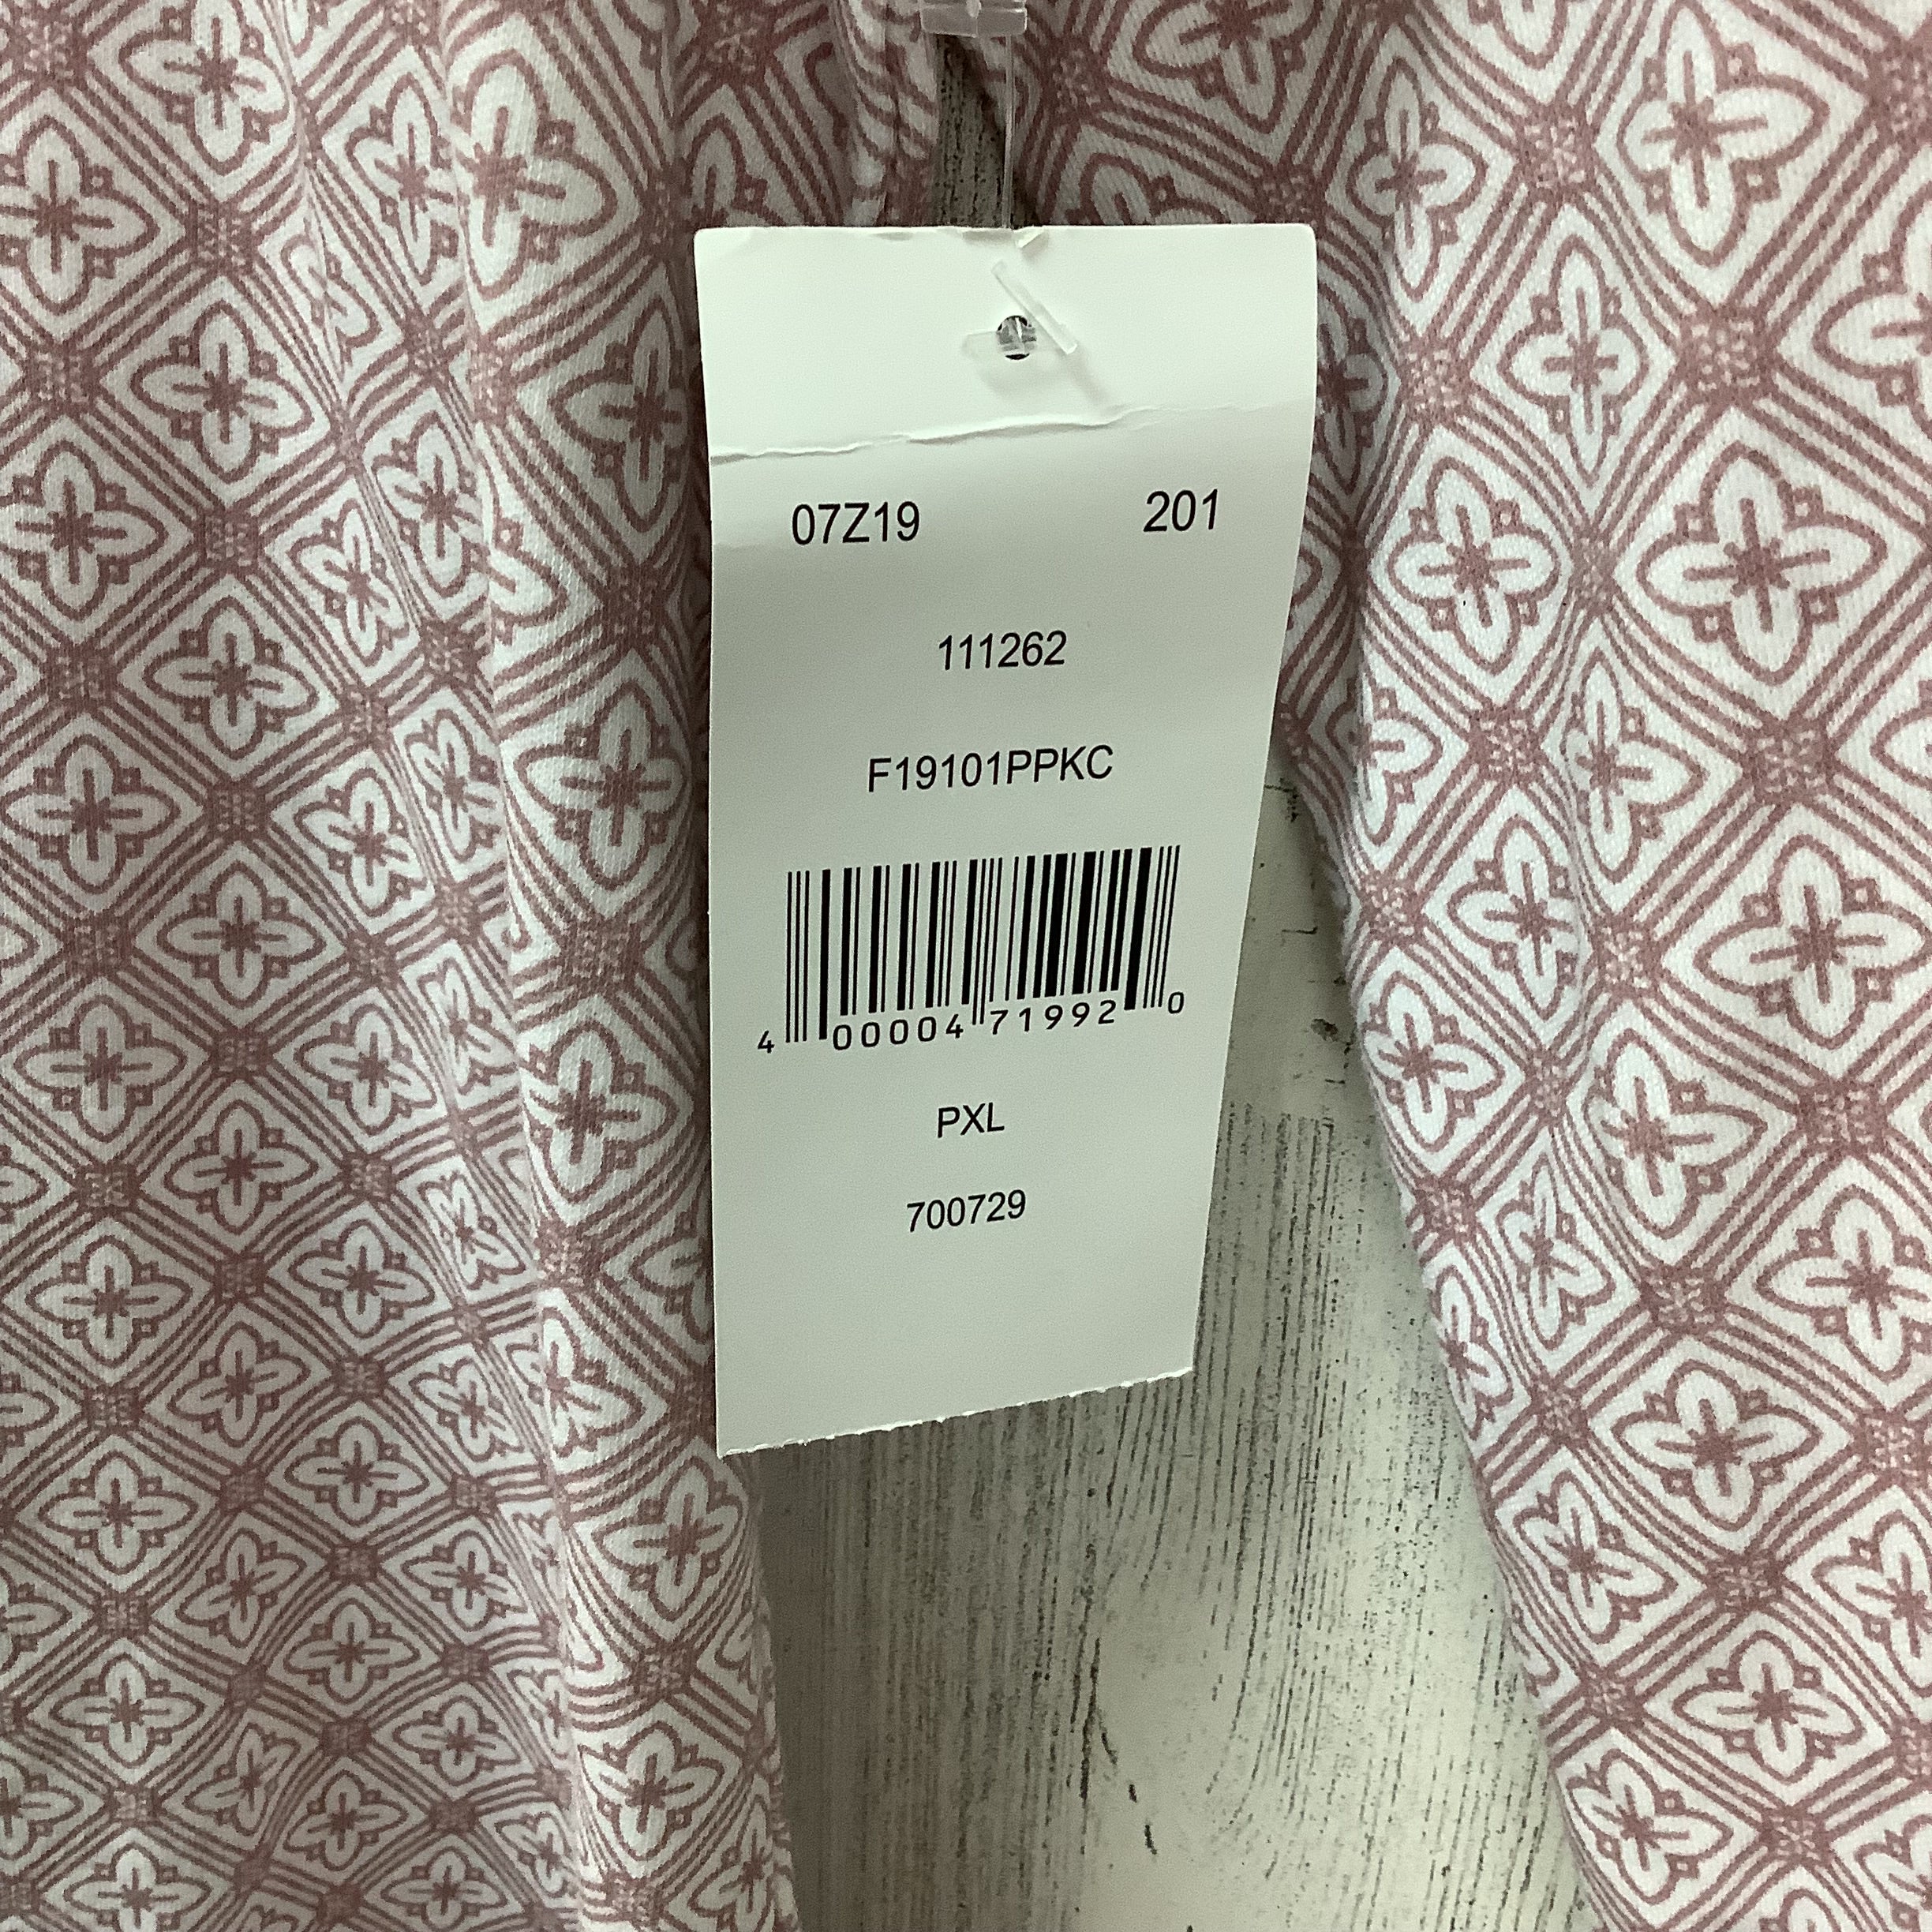 07Z19 201
111262
F19101PPKC
4 00004 71992 0
PXL
700729